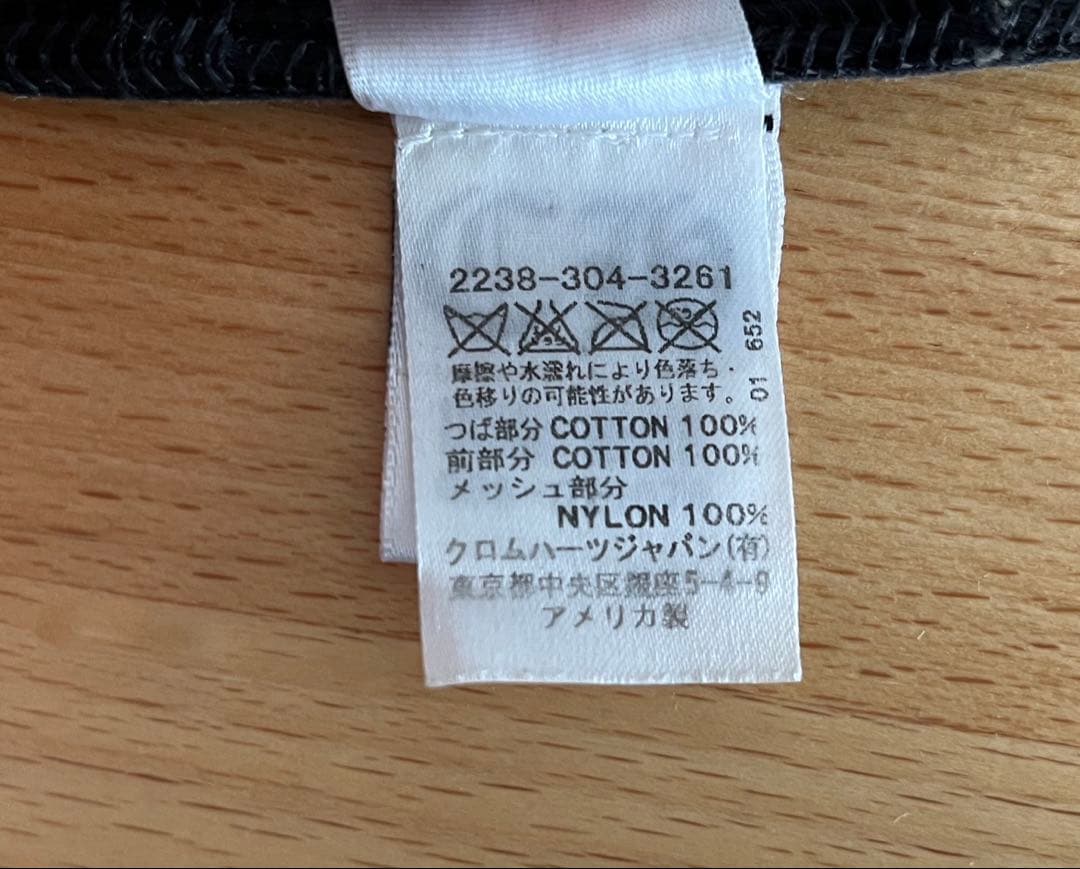 2238-304-3261
摩擦や水濡れにより色落ち・
色移りの可能性があります。
つば部分 COTTON 100%
前部分 COTTON 100%
メッシュ部分
NYLON 100%
クロムハーツジャパン(有)
東京都中央区銀座5-4-9
アメリカ製
01 652